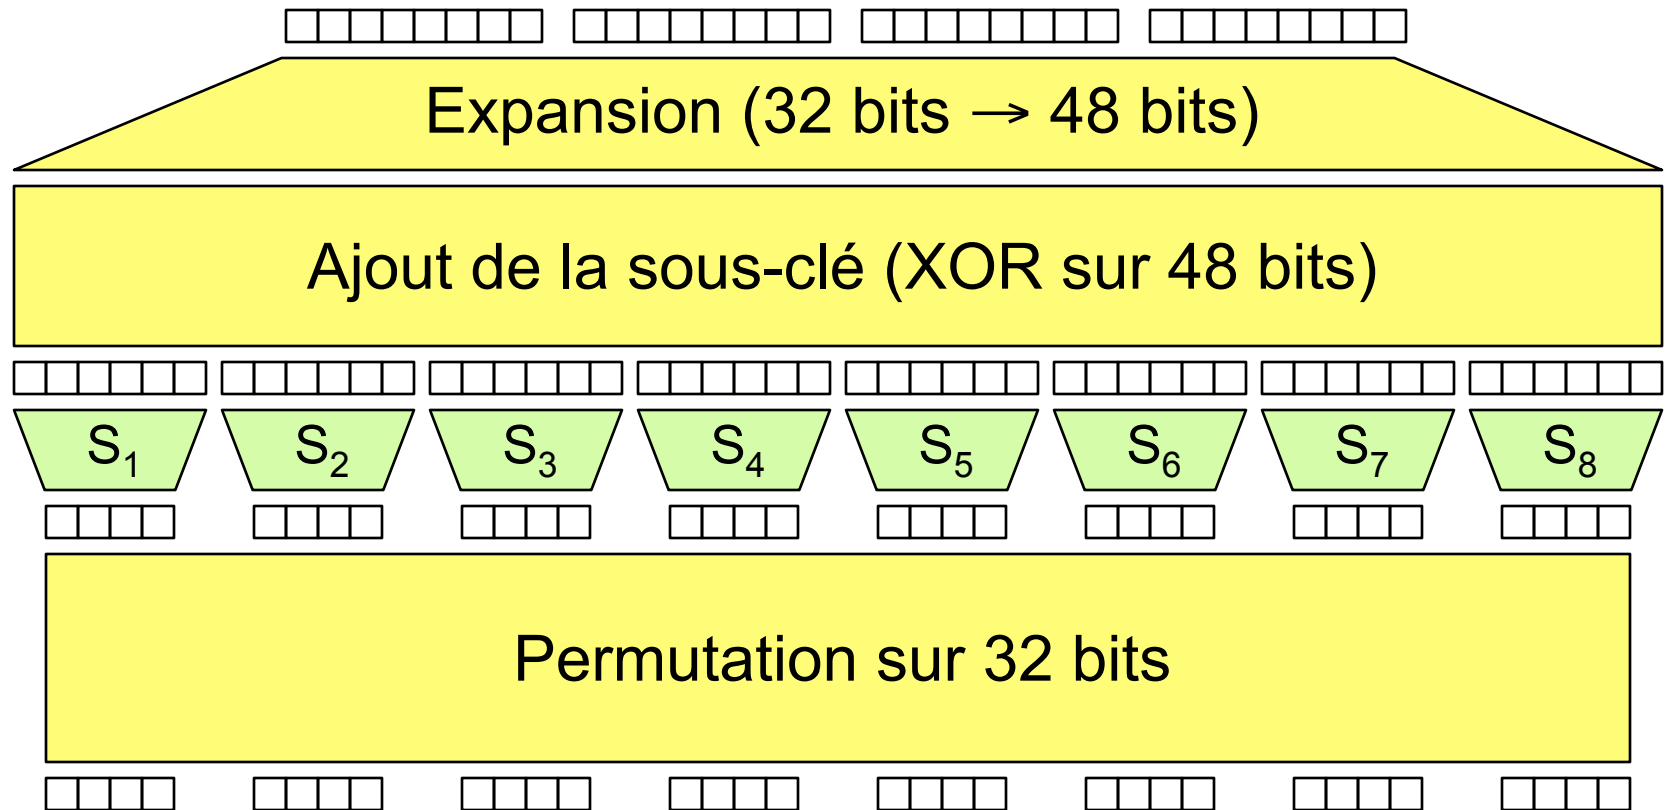 Expansion (32 bits → 48 bits)
Ajout de la sous-clé (XOR sur 48 bits)
S₁ S₂ S₃ S₄ S₅ S₆ S₇ S₈
Permutation sur 32 bits